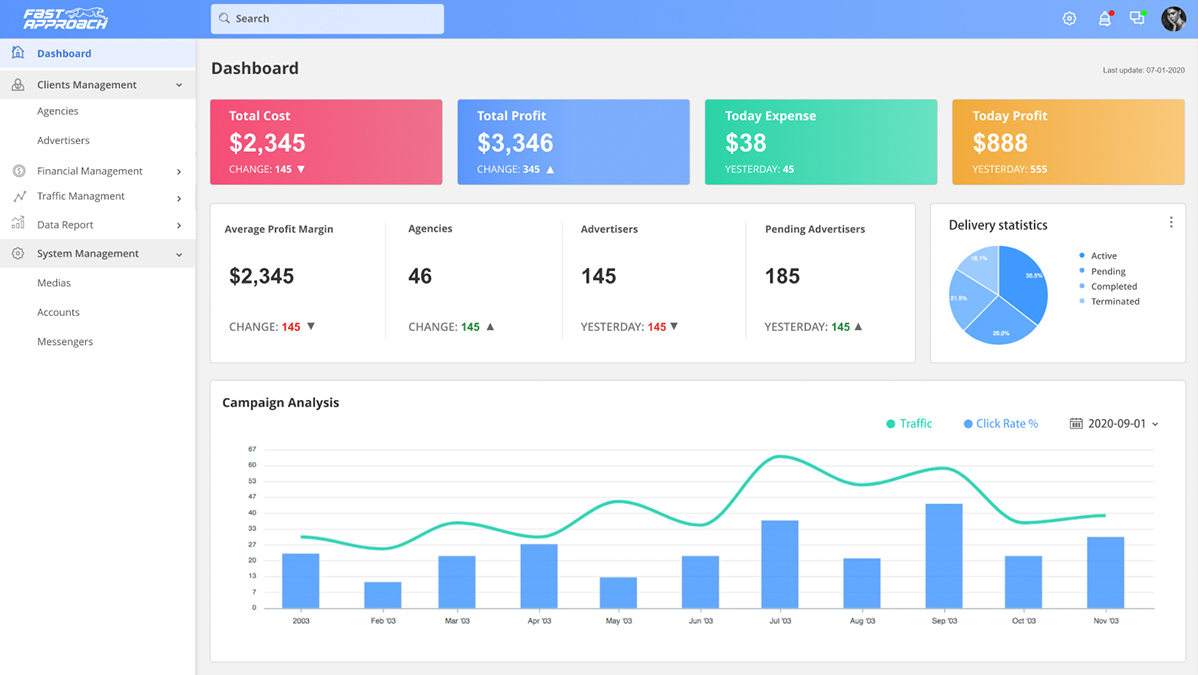 FAST
APPROACH
Search
Dashboard
Clients Management
Agencies
Advertisers
Financial Management
Traffic Managment
Data Report
System Management
Medias
Accounts
Messengers
Dashboard
Last update: 07-01-2020
Total Cost
$2,345
CHANGE: 145 ▼
Total Profit
$3,346
CHANGE: 345 ▲
Today Expense
$38
YESTERDAY: 45
Today Profit
$888
YESTERDAY: 555
Average Profit Margin
$2,345
CHANGE: 145 ▼
Agencies
46
CHANGE: 145 ▲
Advertisers
145
YESTERDAY: 145 ▼
Pending Advertisers
185
YESTERDAY: 145 ▲
Delivery statistics
35.5%
21.5%
Active
Pending
Completed
Terminated
Campaign Analysis
Traffic
Click Rate %
2020-09-01
67
60
53
47
40
33
27
20
13
7
0
2003
Feb '03
Mar '03
Apr '03
May '03
Jun '03
Jul '03
Aug '03
Sep '03
Oct '03
Nov '03